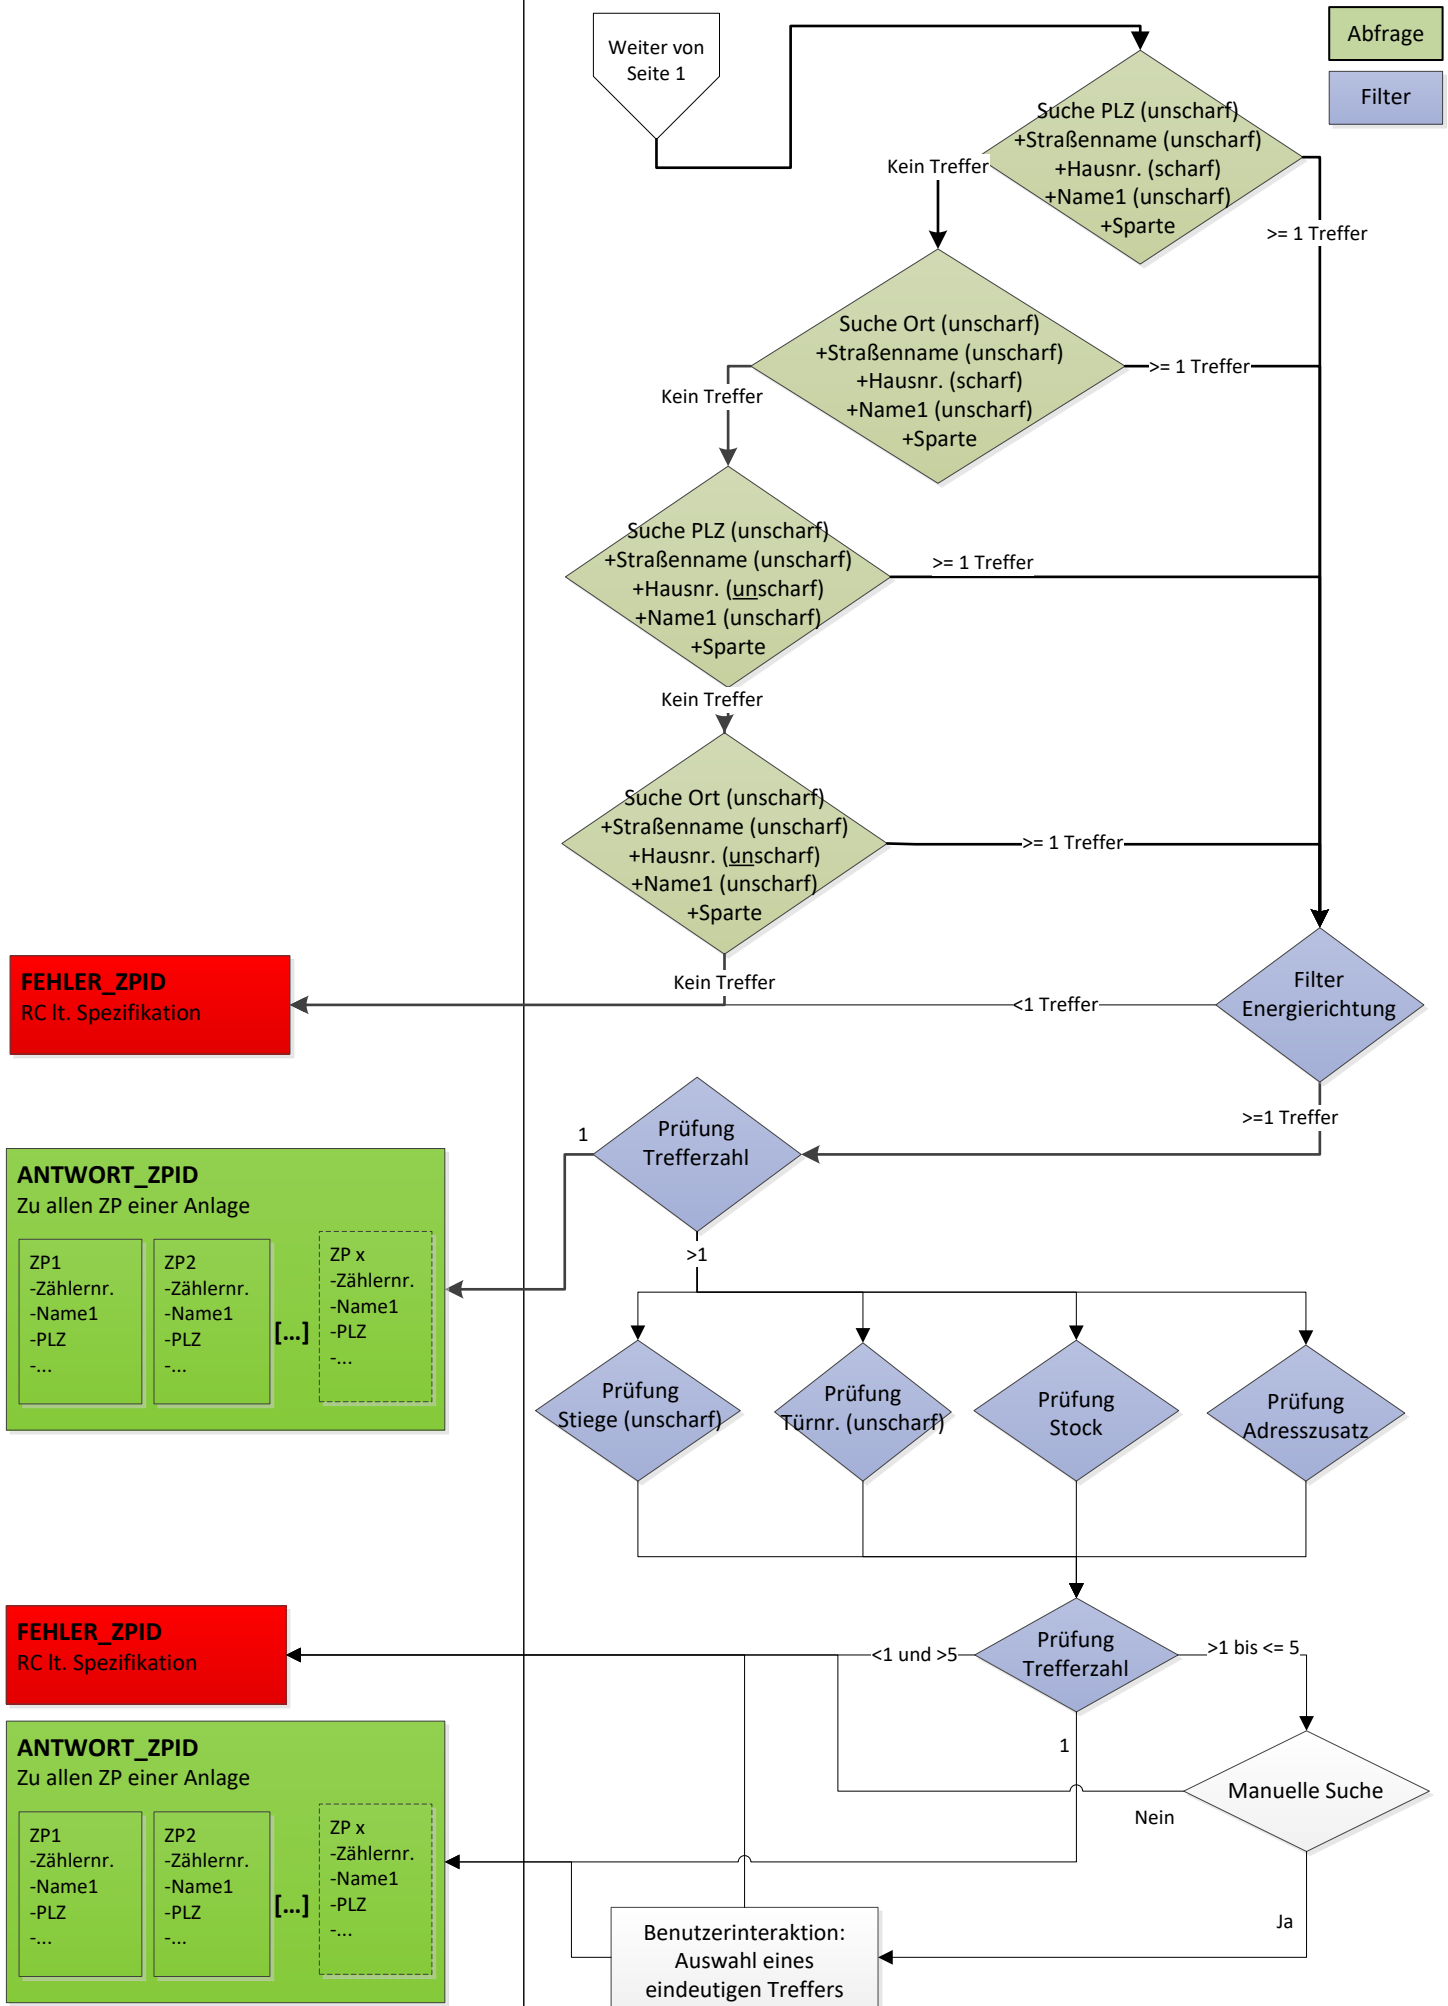 Weiter von
Seite 1
Abfrage
Filter
Suche PLZ (unscharf)
+Straßenname (unscharf)
+Hausnr. (scharf)
+Name1 (unscharf)
+Sparte
Kein Treffer
>= 1 Treffer
Suche Ort (unscharf)
+Straßenname (unscharf)
+Hausnr. (scharf)
+Name1 (unscharf)
+Sparte
>= 1 Treffer
Kein Treffer
Suche PLZ (unscharf)
+Straßenname (unscharf)
+Hausnr. (unscharf)
+Name1 (unscharf)
+Sparte
>= 1 Treffer
Kein Treffer
Suche Ort (unscharf)
+Straßenname (unscharf)
+Hausnr. (unscharf)
+Name1 (unscharf)
+Sparte
>= 1 Treffer
Kein Treffer
FEHLER_ZPID
RC lt. Spezifikation
<1 Treffer
Filter
Energierichtung
>=1 Treffer
Prüfung
Trefferzahl
1
>1
ANTWORT_ZPID
Zu allen ZP einer Anlage
ZP1
-Zählernr.
-Name1
-PLZ
-...
ZP2
-Zählernr.
-Name1
-PLZ
-...
[...]
ZP x
-Zählernr.
-Name1
-PLZ
-...
Prüfung
Stiege (unscharf)
Prüfung
Türnr. (unscharf)
Prüfung
Stock
Prüfung
Adresszusatz
FEHLER_ZPID
RC lt. Spezifikation
<1 und >5
Prüfung
Trefferzahl
>1 bis <= 5
1
Manuelle Suche
Nein
Ja
ANTWORT_ZPID
Zu allen ZP einer Anlage
ZP1
-Zählernr.
-Name1
-PLZ
-...
ZP2
-Zählernr.
-Name1
-PLZ
-...
[...]
ZP x
-Zählernr.
-Name1
-PLZ
-...
Benutzerinteraktion:
Auswahl eines
eindeutigen Treffers